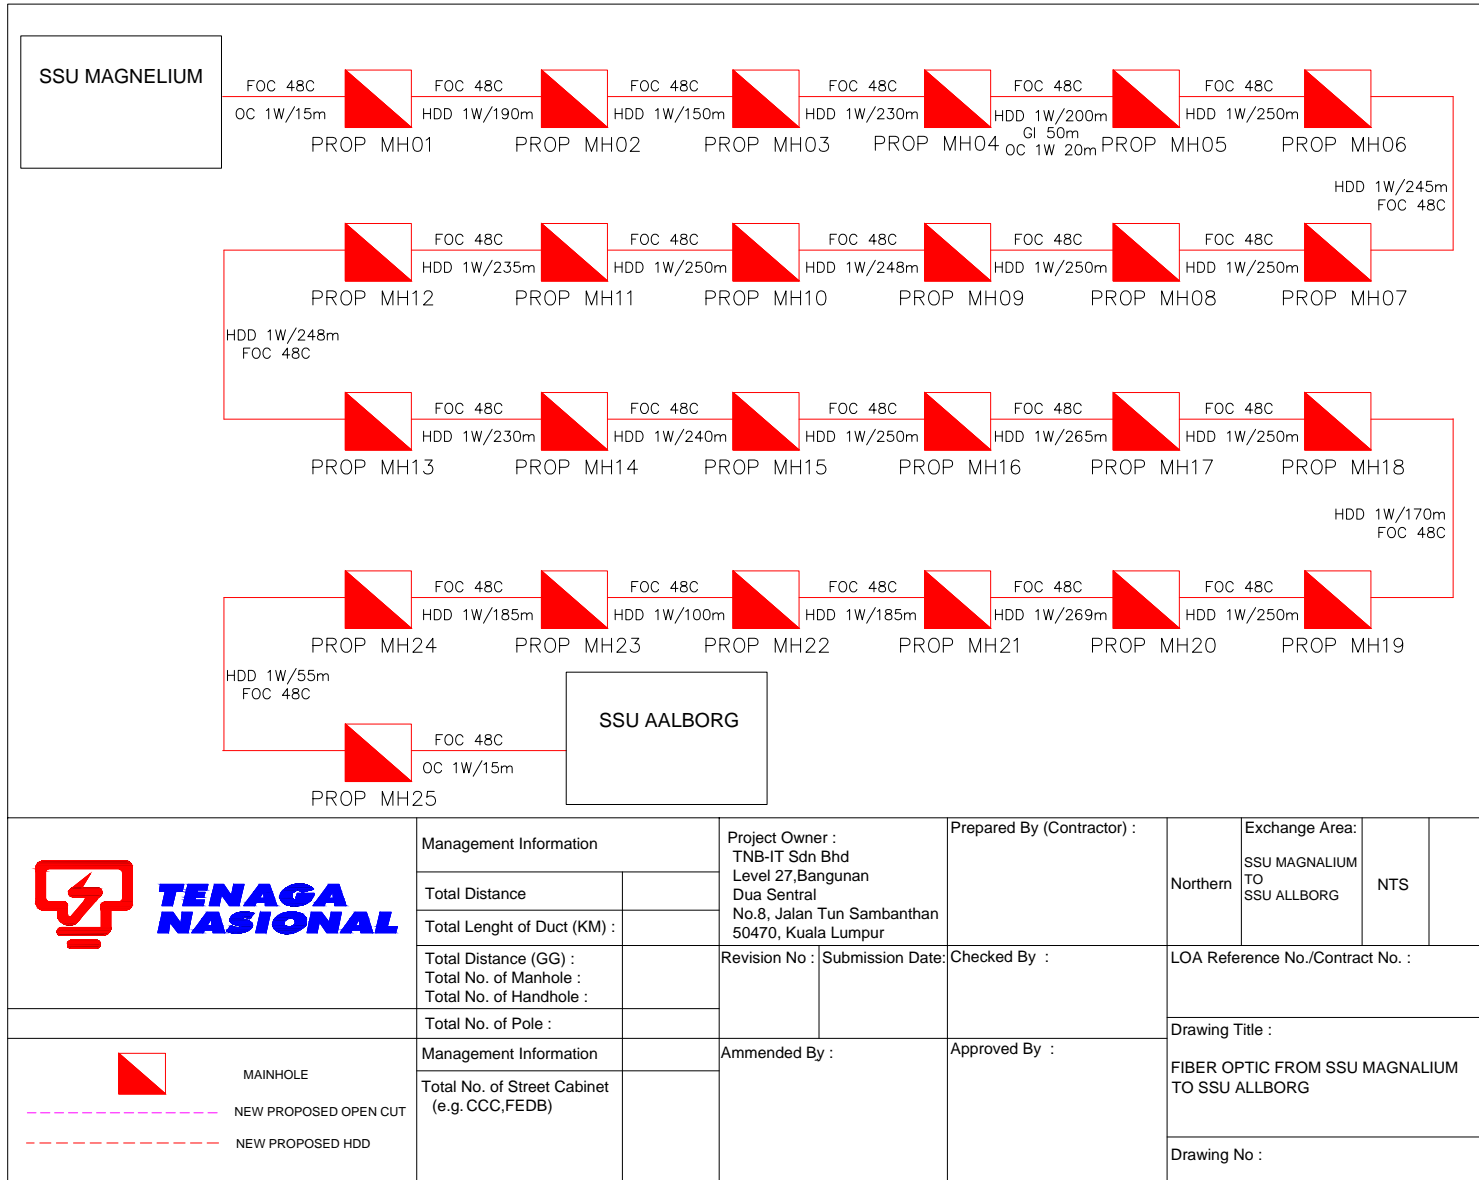 SSU MAGNELIUM
FOC 48C FOC 48C FOC 48C FOC 48C FOC 48C FOC 48C
OC 1W/15m HDD 1W/190m HDD 1W/150m HDD 1W/230m HDD 1W/200m HDD 1W/250m
GI 50m
OC 1W 20m
PROP MH01 PROP MH02 PROP MH03 PROP MH04 PROP MH05 PROP MH06
HDD 1W/245m
FOC 48C
FOC 48C FOC 48C FOC 48C FOC 48C FOC 48C
HDD 1W/235m HDD 1W/250m HDD 1W/248m HDD 1W/250m HDD 1W/250m
PROP MH12 PROP MH11 PROP MH10 PROP MH09 PROP MH08 PROP MH07
HDD 1W/248m
FOC 48C
FOC 48C FOC 48C FOC 48C FOC 48C FOC 48C
HDD 1W/230m HDD 1W/240m HDD 1W/250m HDD 1W/265m HDD 1W/250m
PROP MH13 PROP MH14 PROP MH15 PROP MH16 PROP MH17 PROP MH18
HDD 1W/170m
FOC 48C
FOC 48C FOC 48C FOC 48C FOC 48C FOC 48C
HDD 1W/185m HDD 1W/100m HDD 1W/185m HDD 1W/269m HDD 1W/250m
PROP MH24 PROP MH23 PROP MH22 PROP MH21 PROP MH20 PROP MH19
HDD 1W/55m
FOC 48C
SSU AALBORG
FOC 48C
OC 1W/15m
PROP MH25
TENAGA
NASIONAL
MAINHOLE
NEW PROPOSED OPEN CUT
NEW PROPOSED HDD
Management Information
Total Distance
Total Lenght of Duct (KM) :
Total Distance (GG) :
Total No. of Manhole :
Total No. of Handhole :
Total No. of Pole :
Management Information
Total No. of Street Cabinet
(e.g. CCC,FEDB)
Project Owner :
TNB-IT Sdn Bhd
Level 27,Bangunan
Dua Sentral
No.8, Jalan Tun Sambanthan
50470, Kuala Lumpur
Revision No : Submission Date:
Ammended By :
Prepared By (Contractor) :
Checked By :
Approved By :
Northern
Exchange Area:
SSU MAGNALIUM
TO
SSU ALLBORG
NTS
LOA Reference No./Contract No. :
Drawing Title :
FIBER OPTIC FROM SSU MAGNALIUM
TO SSU ALLBORG
Drawing No :